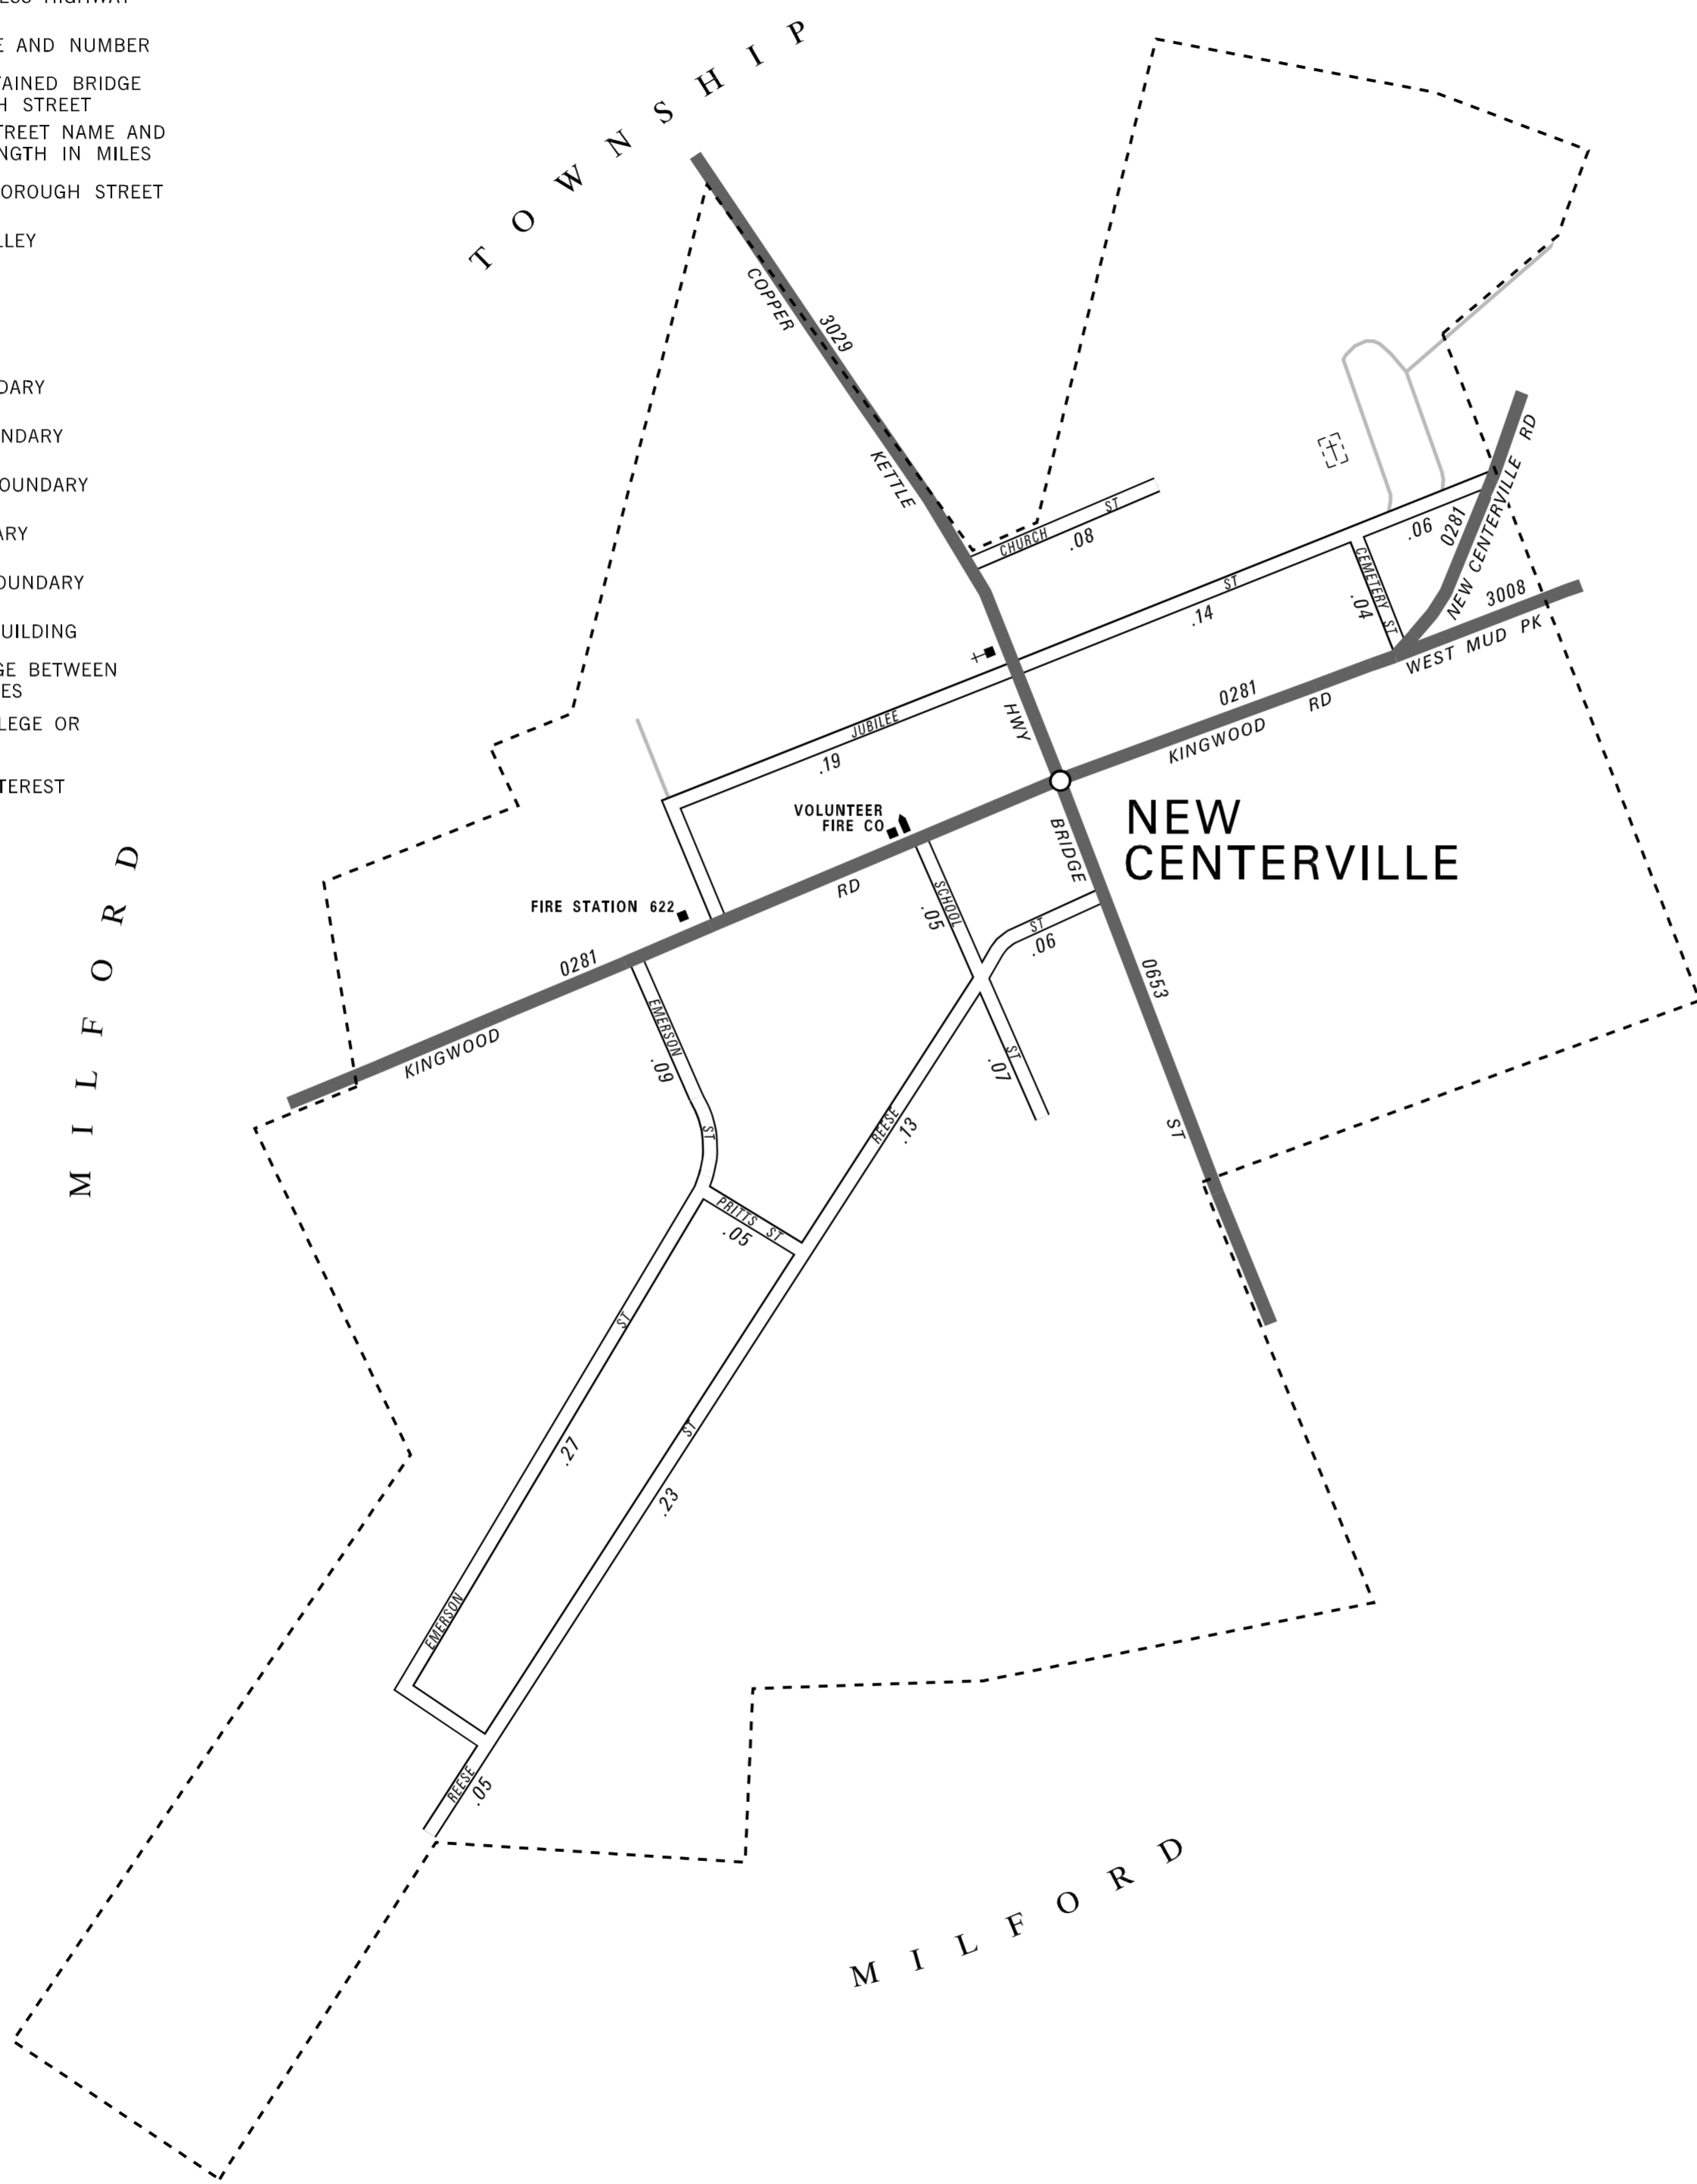 E AND NUMBER
TAINED BRIDGE
H STREET
TREET NAME AND
NGTH IN MILES
OROUGH STREET
LLEY
DARY
NDARY
OUNDARY
ARY
OUNDARY
UILDING
GE BETWEEN
ES
LEGE OR
TEREST
TOWNSHIP
COPPER
3029
KETTLE
HWY
CHURCH ST
.08
JUBILEE ST
.19
.14
.06
CEMETERY ST
.04
0281
NEW CENTERVILLE RD
3008
WEST MUD PK
0281
KINGWOOD RD
NEW
CENTERVILLE
VOLUNTEER
FIRE CO
FIRE STATION 622
RD
0281
KINGWOOD
BRIDGE
0653
ST
SCHOOL
.05
ST
.07
ST
.06
EMERSON
.09
ST
REESE
.13
PRITTS ST
.05
ST
.27
EMERSON
ST
.23
REESE
.05
MILFORD
MILFORD